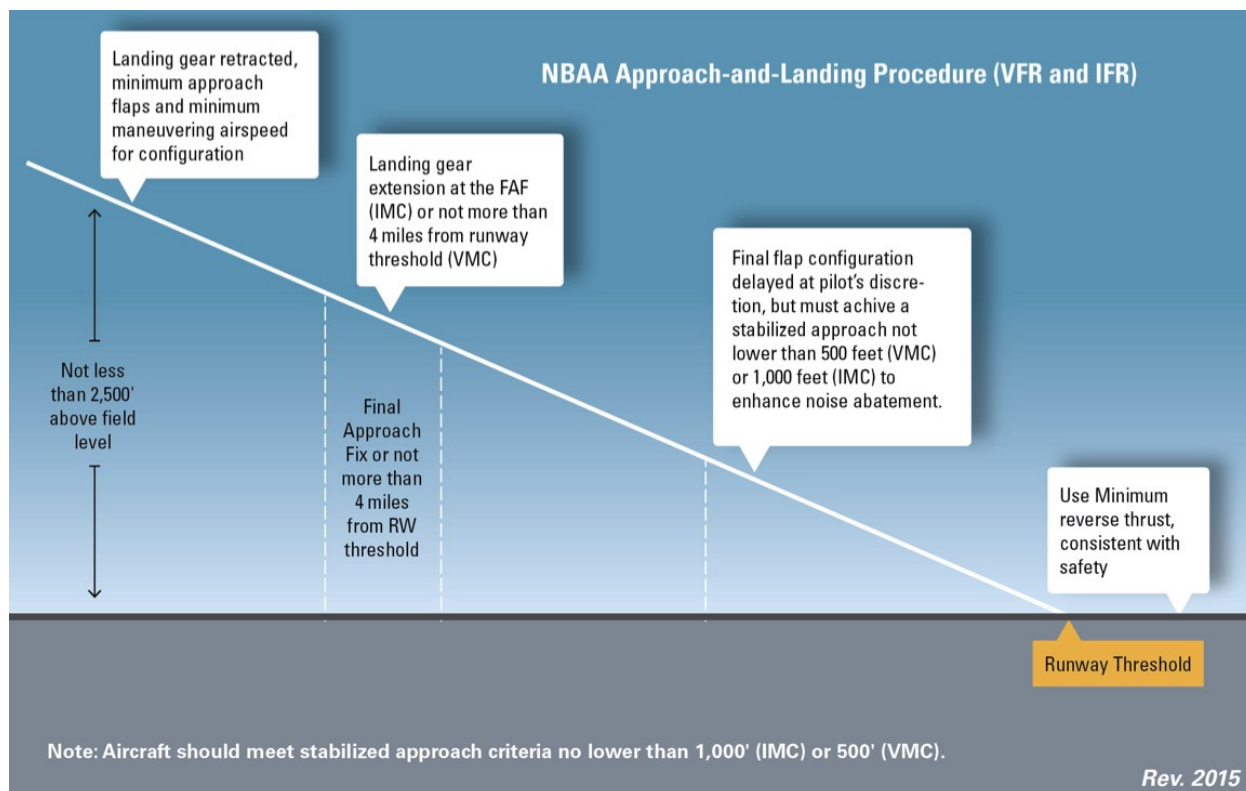 NBAA Approach-and-Landing Procedure (VFR and IFR)
Landing gear retracted,
minimum approach
flaps and minimum
maneuvering airspeed
for configuration
Landing gear
extension at the FAF
(IMC) or not more than
4 miles from runway
threshold (VMC)
Final flap configuration
delayed at pilot's discre-
tion, but must achive a
stabilized approach not
lower than 500 feet (VMC)
or 1,000 feet (IMC) to
enhance noise abatement.
Not less
than 2,500'
above field
level
Final
Approach
Fix or not
more than
4 miles
from RW
threshold
Use Minimum
reverse thrust,
consistent with
safety
Runway Threshold
Note: Aircraft should meet stabilized approach criteria no lower than 1,000' (IMC) or 500' (VMC).
Rev. 2015